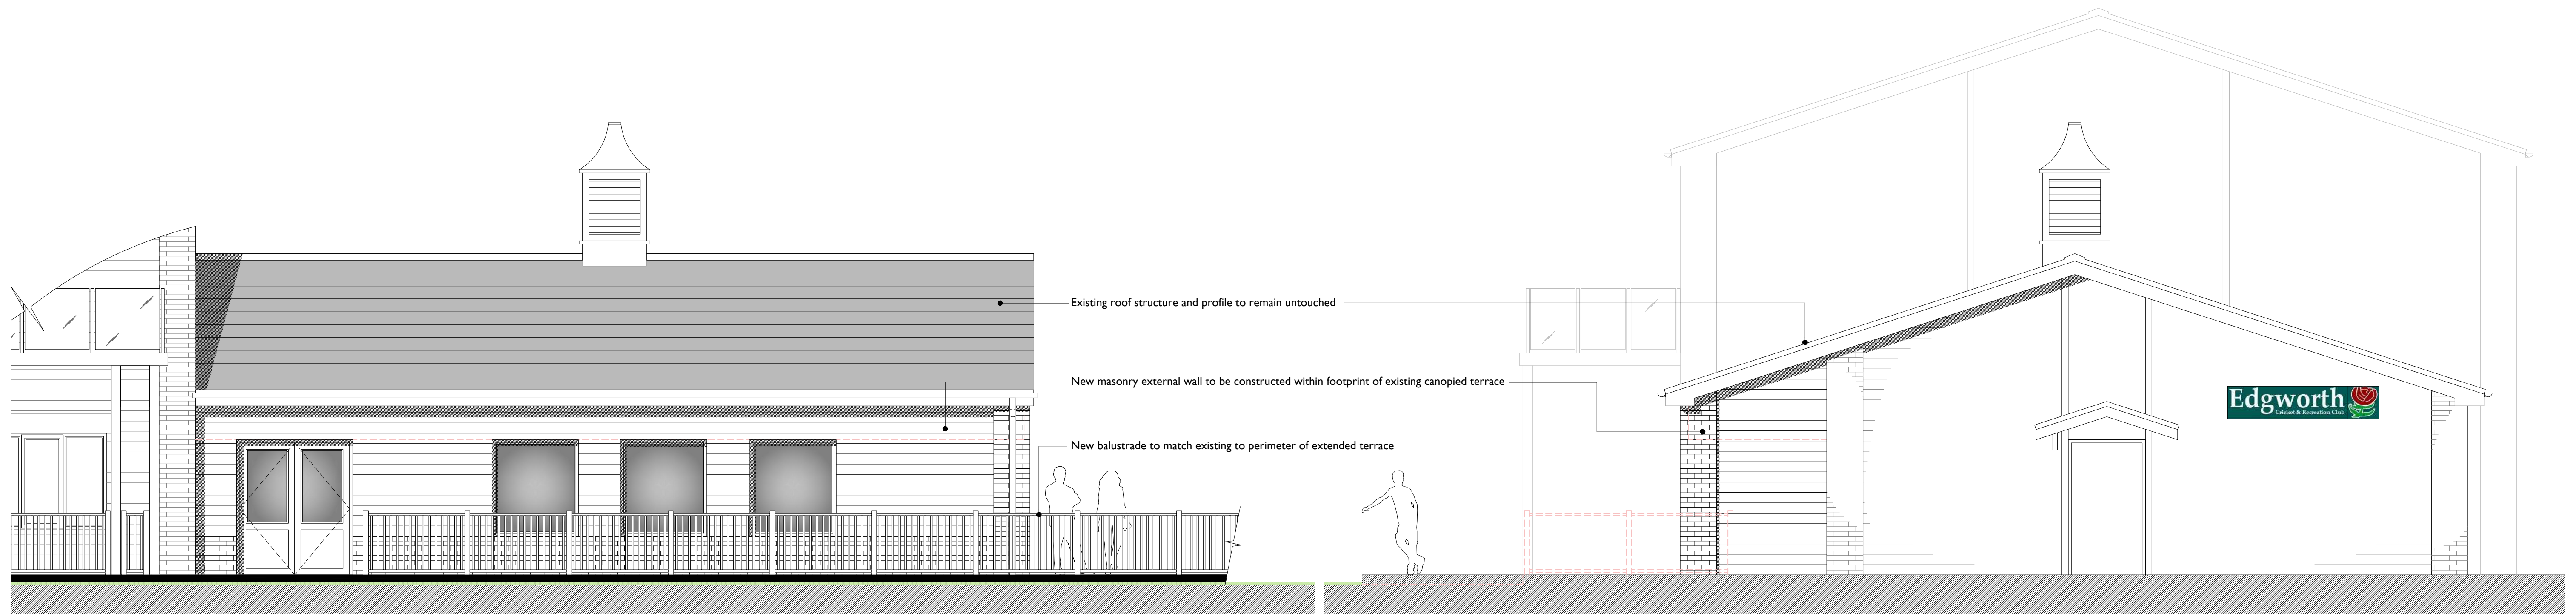 Existing roof structure and profile to remain untouched
New masonry external wall to be constructed within footprint of existing canopied terrace
Edgworth
Cricket & Recreation Club
New balustrade to match existing to perimeter of extended terrace